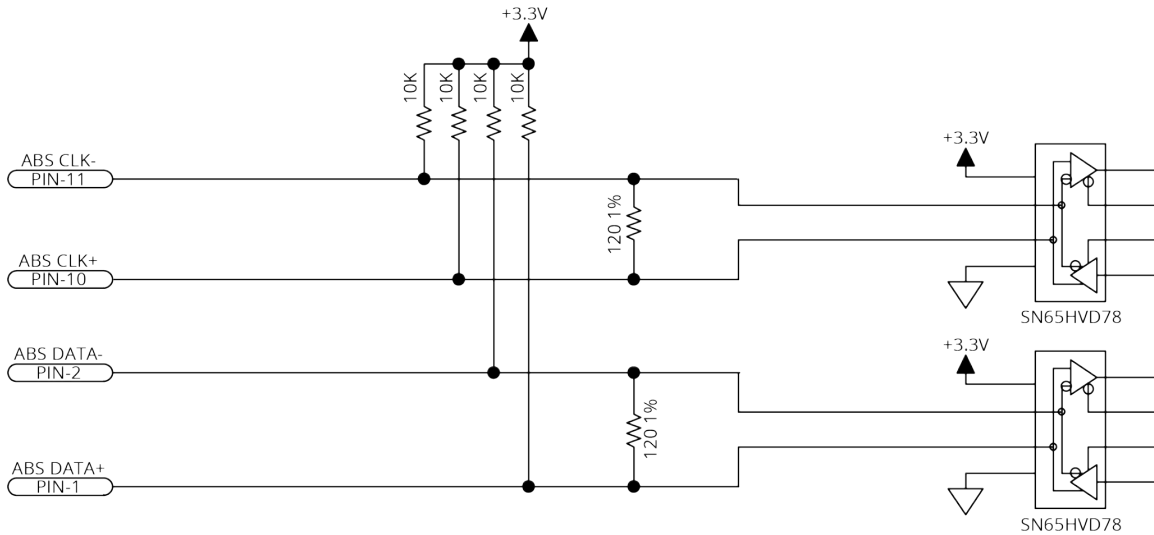 +3.3V
10K
10K
10K
10K
ABS CLK-
PIN-11
+3.3V
120 1%
ABS CLK+
PIN-10
SN65HVD78
ABS DATA-
PIN-2
+3.3V
120 1%
ABS DATA+
PIN-1
SN65HVD78